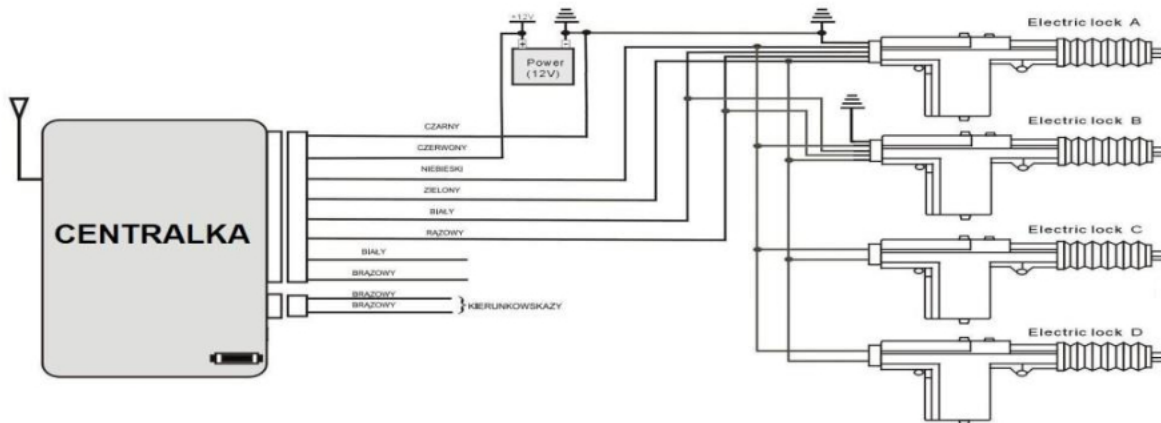 +12V
+
-
Power
(12V)
Electric lock A
Electric lock B
Electric lock C
Electric lock D
CENTRALKA
CZARNY
CZERWONY
NIEBIESKI
ZIELONY
BIAŁY
RĄZOWY
BIAŁY
BRĄZOWY
BRĄZOWY
BRĄZOWY
KIERUNKOWSKAZY